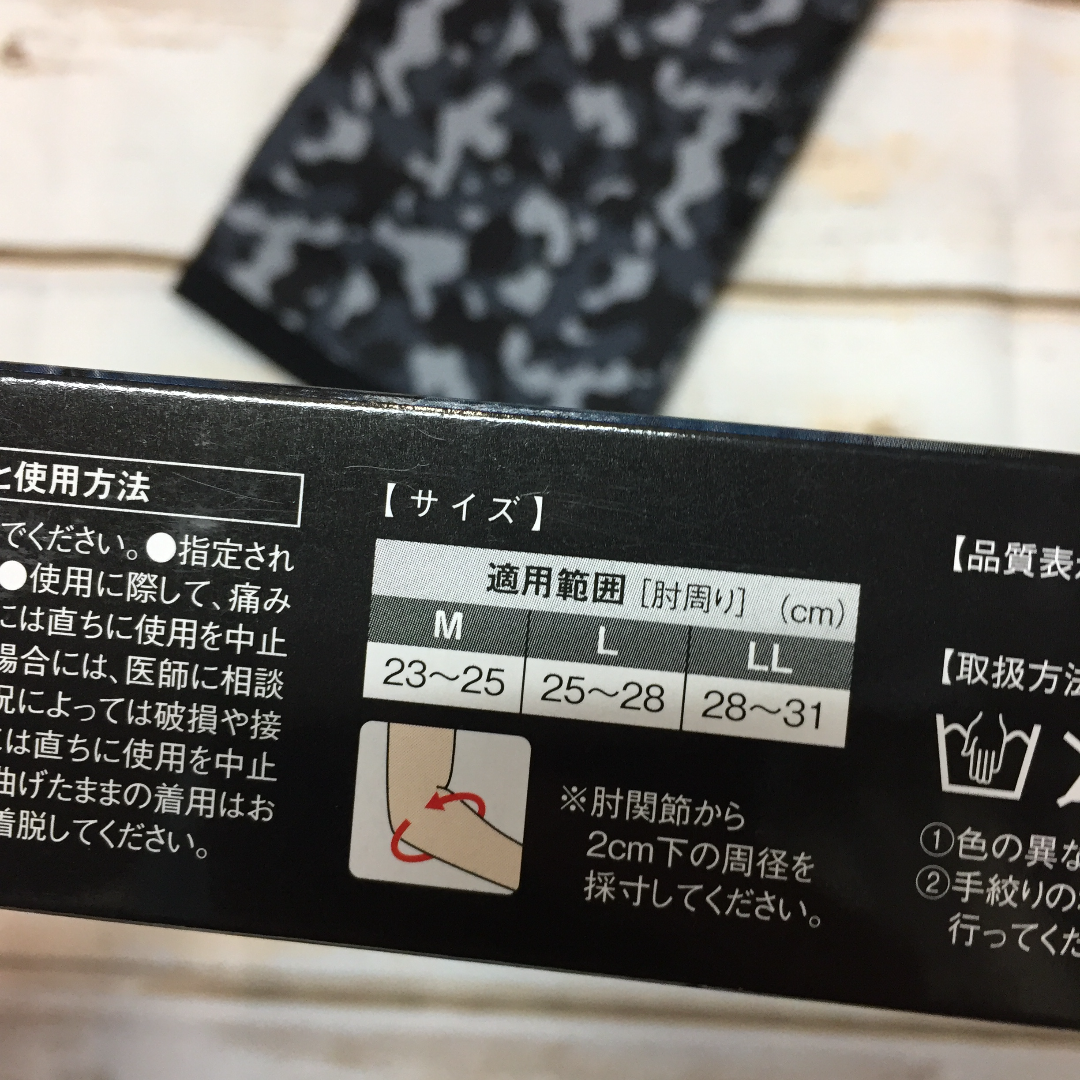 と使用方法
でください。●指定され
●使用に際して、痛み
には直ちに使用を中止
場合には、医師に相談
況によっては破損や接
は直ちに使用を中止
曲げたままの着用はお
着脱してください。
【サイズ】
適用範囲［肘周り］（cm）
M L LL
23〜25 25〜28 28〜31
※肘関節から
2cm下の周径を
採寸してください。
【品質表
【取扱方法
①色の異な
②手絞りの
行ってくだ